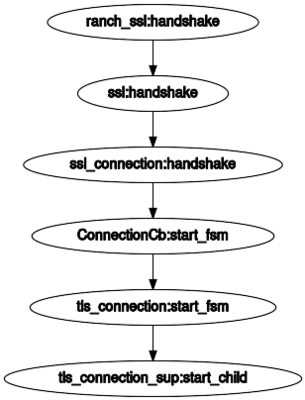 ranch_ssl:handshake
ssl:handshake
ssl_connection:handshake
ConnectionCb:start_fsm
tls_connection:start_fsm
tls_connection_sup:start_child